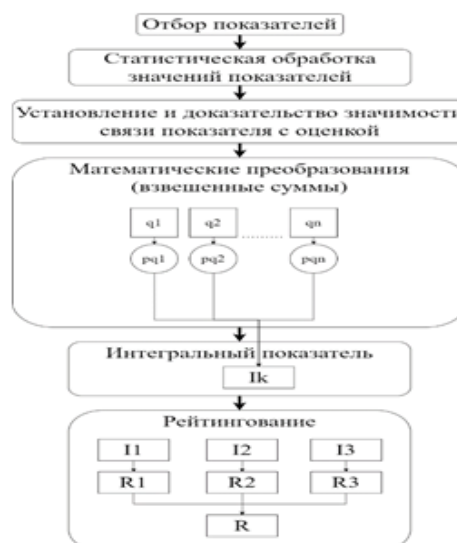 Отбор показателей
Статистическая обработка
значений показателей
Установление и доказательство значимости
связи показателя с оценкой
Математические преобразования
(взвешенные суммы)
q1 q2 ........ qn
pq1 pq2 pqn
Интегральный показатель
Ik
Рейтингование
I1 I2 I3
R1 R2 R3
R